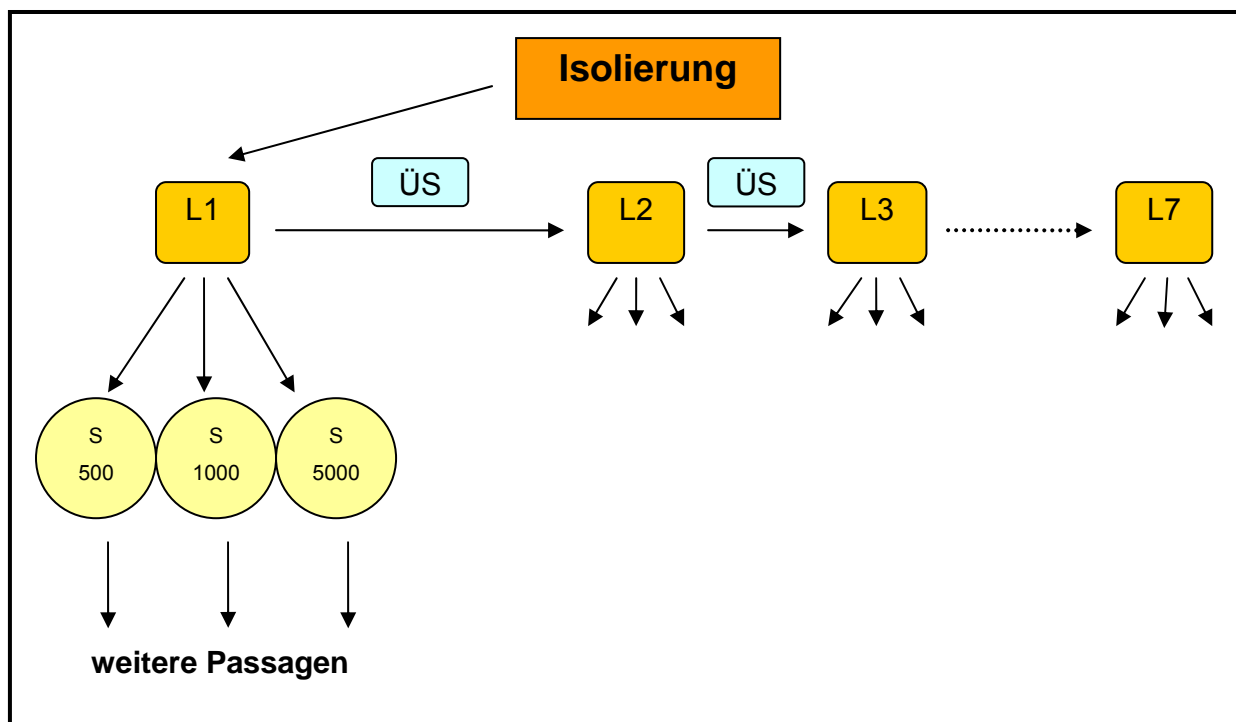 Isolierung
ÜS
ÜS
L1
L2
L3
L7
S
500
S
1000
S
5000
weitere Passagen